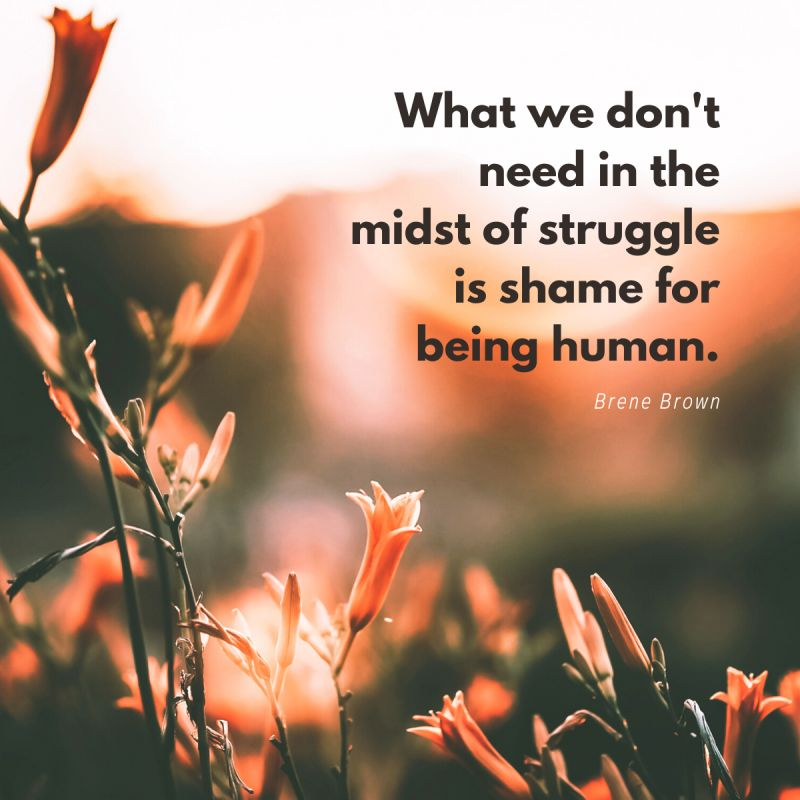 What we don't
need in the
midst of struggle
is shame for
being human.
Brene Brown